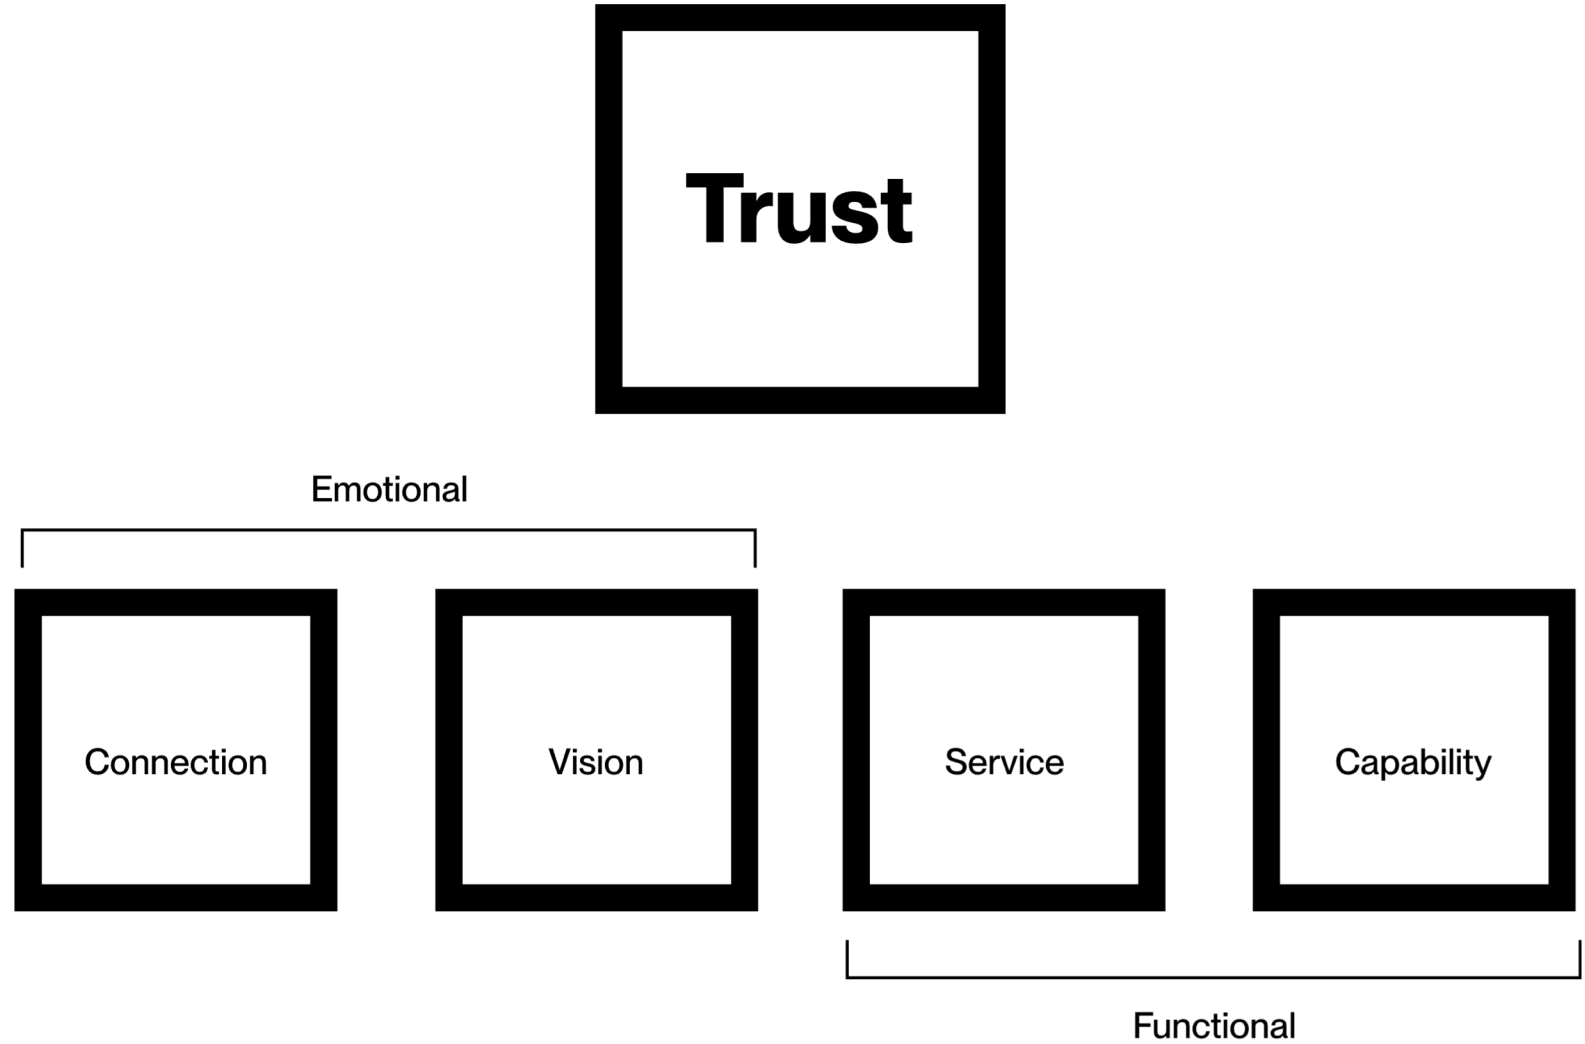 Trust
Emotional
Connection
Vision
Service
Capability
Functional